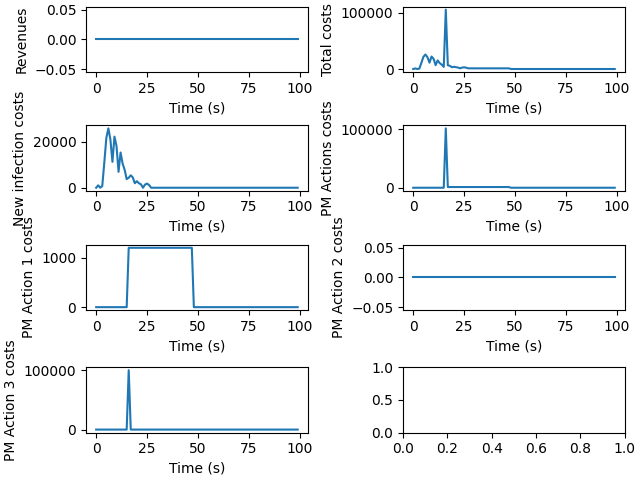 Revenues
0.05
0.00
−0.05
0 25 50 75 100
Time (s)
Total costs
100000
0
0 25 50 75 100
Time (s)
New infection costs
20000
0
0 25 50 75 100
Time (s)
PM Actions costs
100000
0
0 25 50 75 100
Time (s)
PM Action 1 costs
1000
0
0 25 50 75 100
Time (s)
PM Action 2 costs
0.05
0.00
−0.05
0 25 50 75 100
Time (s)
PM Action 3 costs
100000
0
0 25 50 75 100
Time (s)
1.0
0.5
0.0
0.0 0.2 0.4 0.6 0.8 1.0